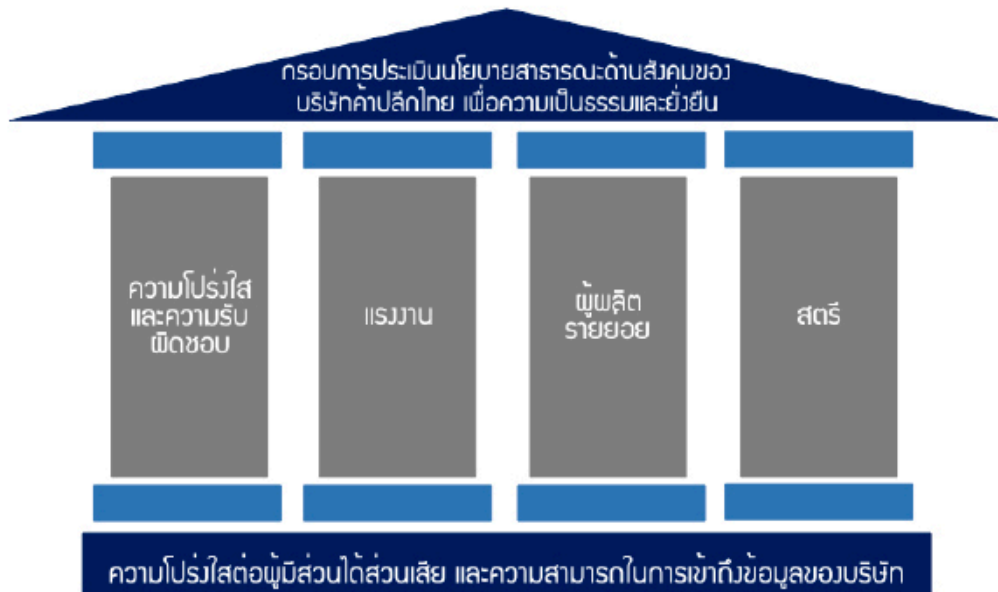 กรอบการประเมินนโยบายสาธารณะด้านสังคมของ
บริษัทค้าปลีกไทย เพื่อความเป็นธรรมและยั่งยืน
ความโปร่งใส
และความรับ
ผิดชอบ
แรงงาน
ผู้ผลิต
รายย่อย
สตรี
ความโปร่งใสต่อผู้มีส่วนได้ส่วนเสีย และความสามารถในการเข้าถึงข้อมูลของบริษัท